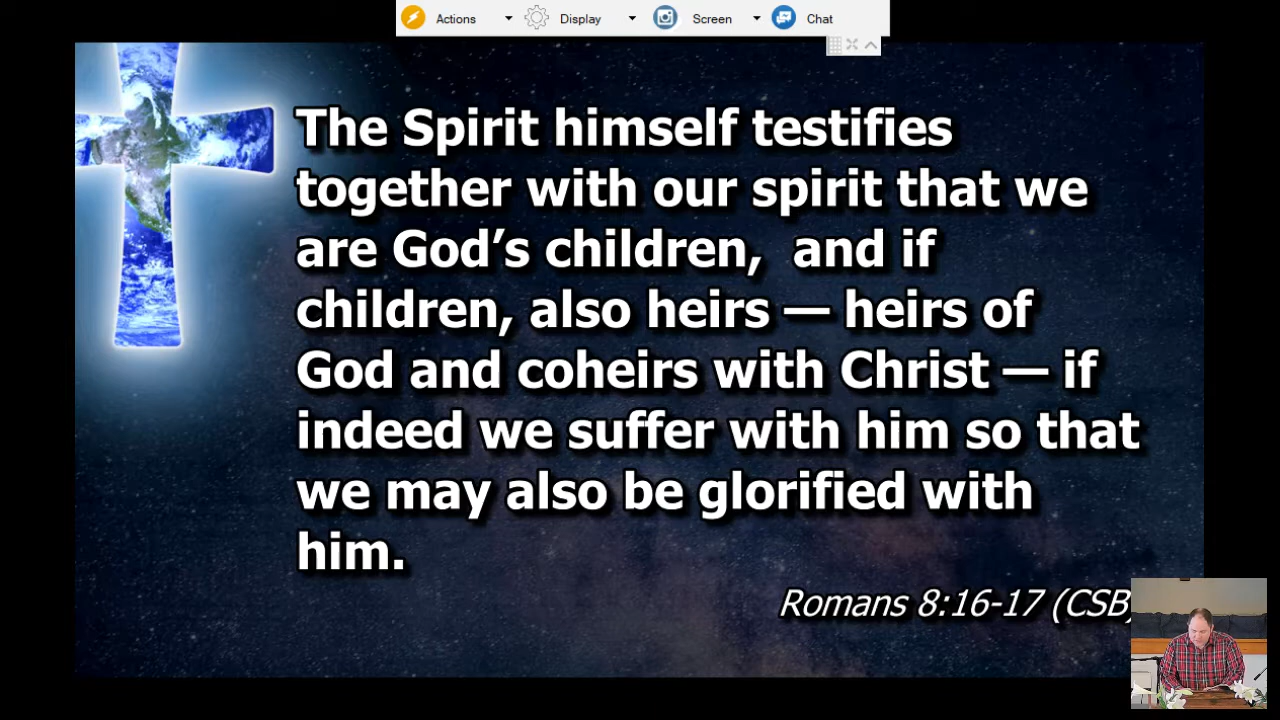 Actions Display Screen Chat
The Spirit himself testifies
together with our spirit that we
are God’s children,  and if
children, also heirs — heirs of
God and coheirs with Christ — if
indeed we suffer with him so that
we may also be glorified with
him.
Romans 8:16-17 (CSB)